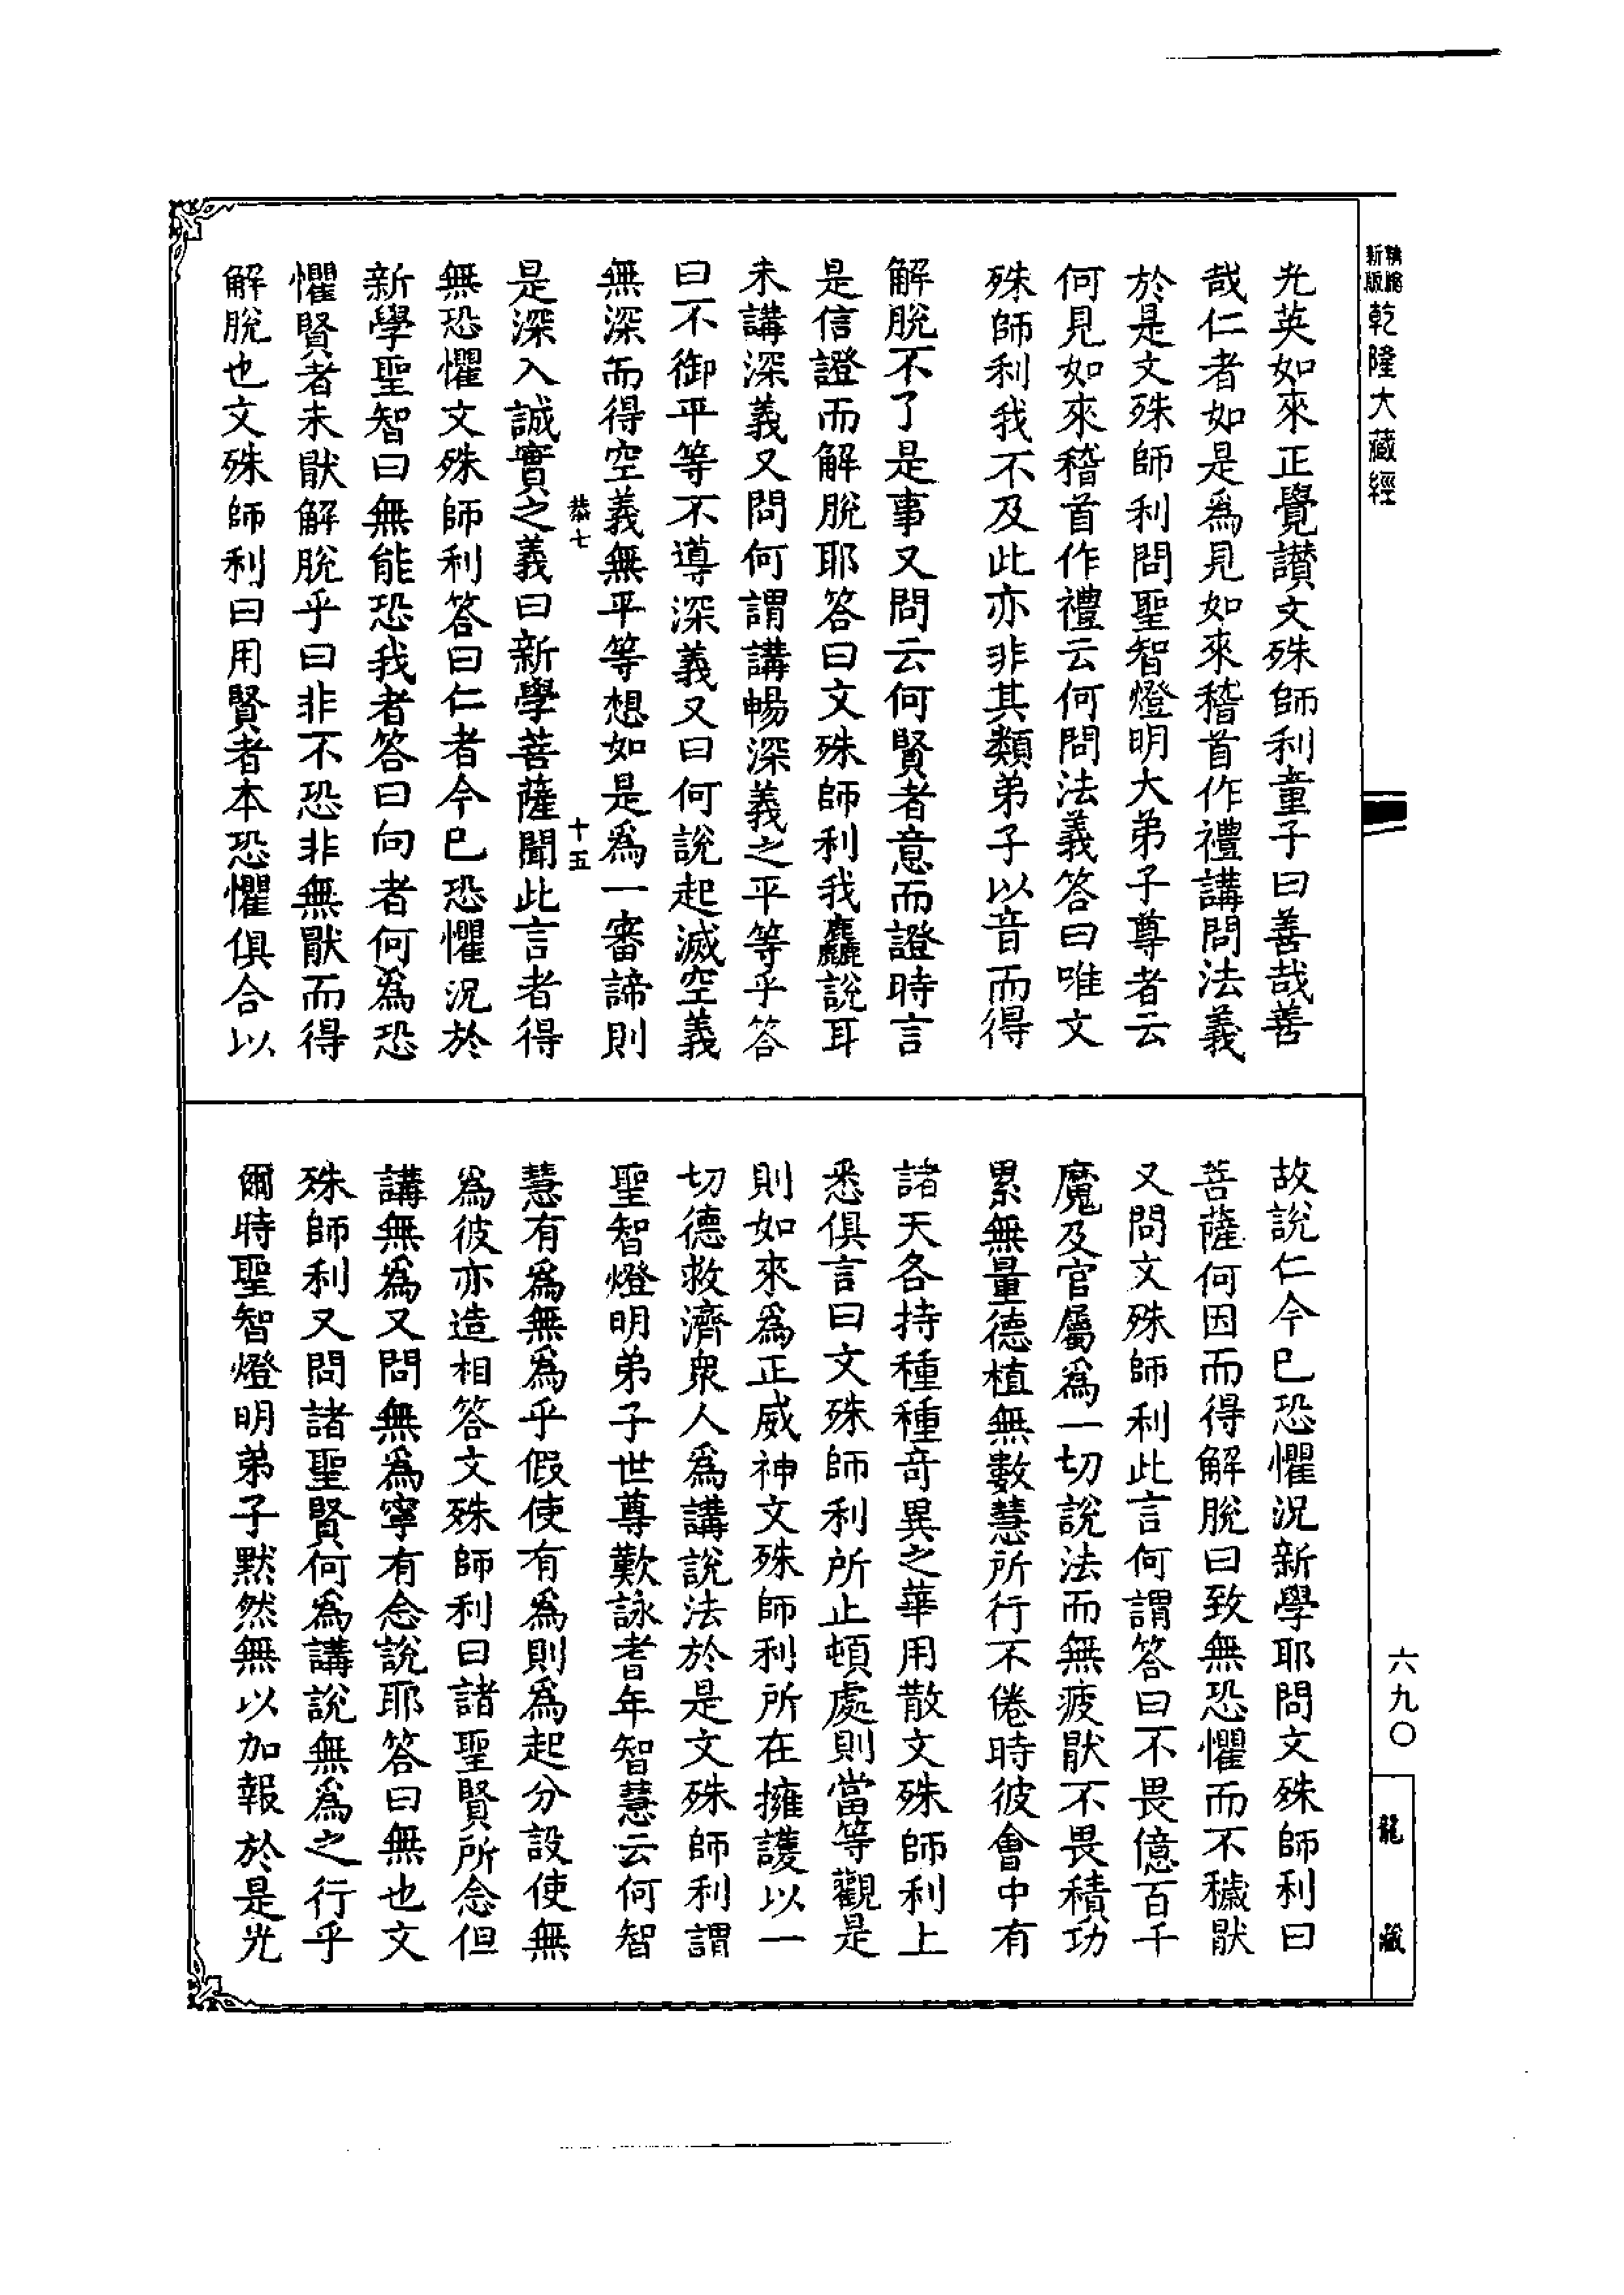 新版
精縮
乾隆大藏經
光英如來正覺讚文殊師利童子曰善哉善
哉仁者如是爲見如來稽首作禮講問法義
於是文殊師利問聖智燈明大弟子尊者云
何見如來稽首作禮云何問法義答曰唯文
殊師利我不及此亦非其類弟子以音而得
解脫不了是事又問云何賢者意而證時言
是信證而解脫耶答曰文殊師利我麤說耳
未講深義又問何謂講暢深義之平等乎答
曰不御平等不導深義又曰何說起滅空義
無深而得空義無平等想如是爲一審諦則
恭七
十五
是深入誠實之義曰新學菩薩聞此言者得
無恐懼文殊師利答曰仁者今已恐懼況於
新學聖智曰無能恐我者答曰向者何爲恐
懼賢者未猒解脫乎曰非不恐非無猒而得
解脫也文殊師利曰用賢者本恐懼俱合以
故說仁今已恐懼況新學耶問文殊師利曰
菩薩何因而得解脫曰致無恐懼而不穢猒
又問文殊師利此言何謂答曰不畏億百千
魔及官屬爲一切說法而無疲猒不畏積功
累無量德植無數慧所行不倦時彼會中有
諸天各持種種奇異之華用散文殊師利上
悉俱言曰文殊師利所止頓處則當等觀是
則如來爲正威神文殊師利所在擁護以一
切德救濟衆人爲講說法於是文殊師利謂
聖智燈明弟子世尊歎詠耆年智慧云何智
慧有爲無爲乎假使有爲則爲起分設使無
爲彼亦造相答文殊師利曰諸聖賢所念但
講無爲又問無爲寧有念說耶答曰無也文
殊師利又問諸聖賢何爲講說無爲之行乎
爾時聖智燈明弟子默然無以加報於是光
六九〇
龍藏